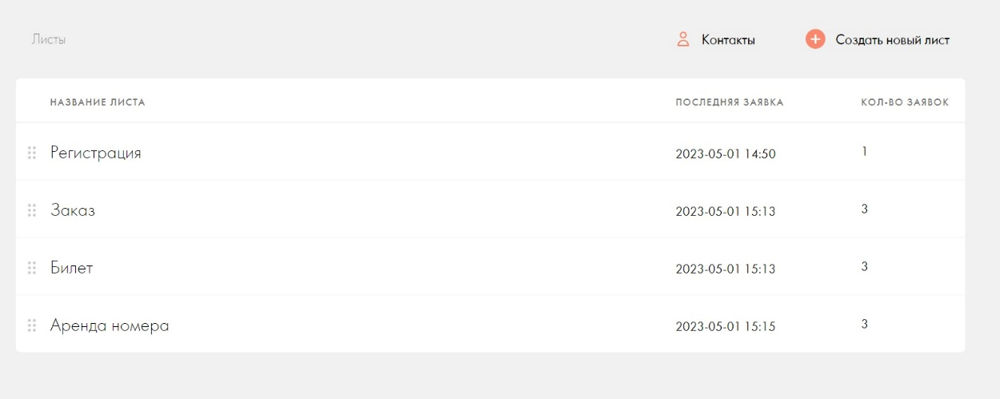 Листы Контакты Создать новый лист
НАЗВАНИЕ ЛИСТА ПОСЛЕДНЯЯ ЗАЯВКА КОЛ-ВО ЗАЯВОК
Регистрация 2023-05-01 14:50 1
Заказ 2023-05-01 15:13 3
Билет 2023-05-01 15:13 3
Аренда номера 2023-05-01 15:15 3